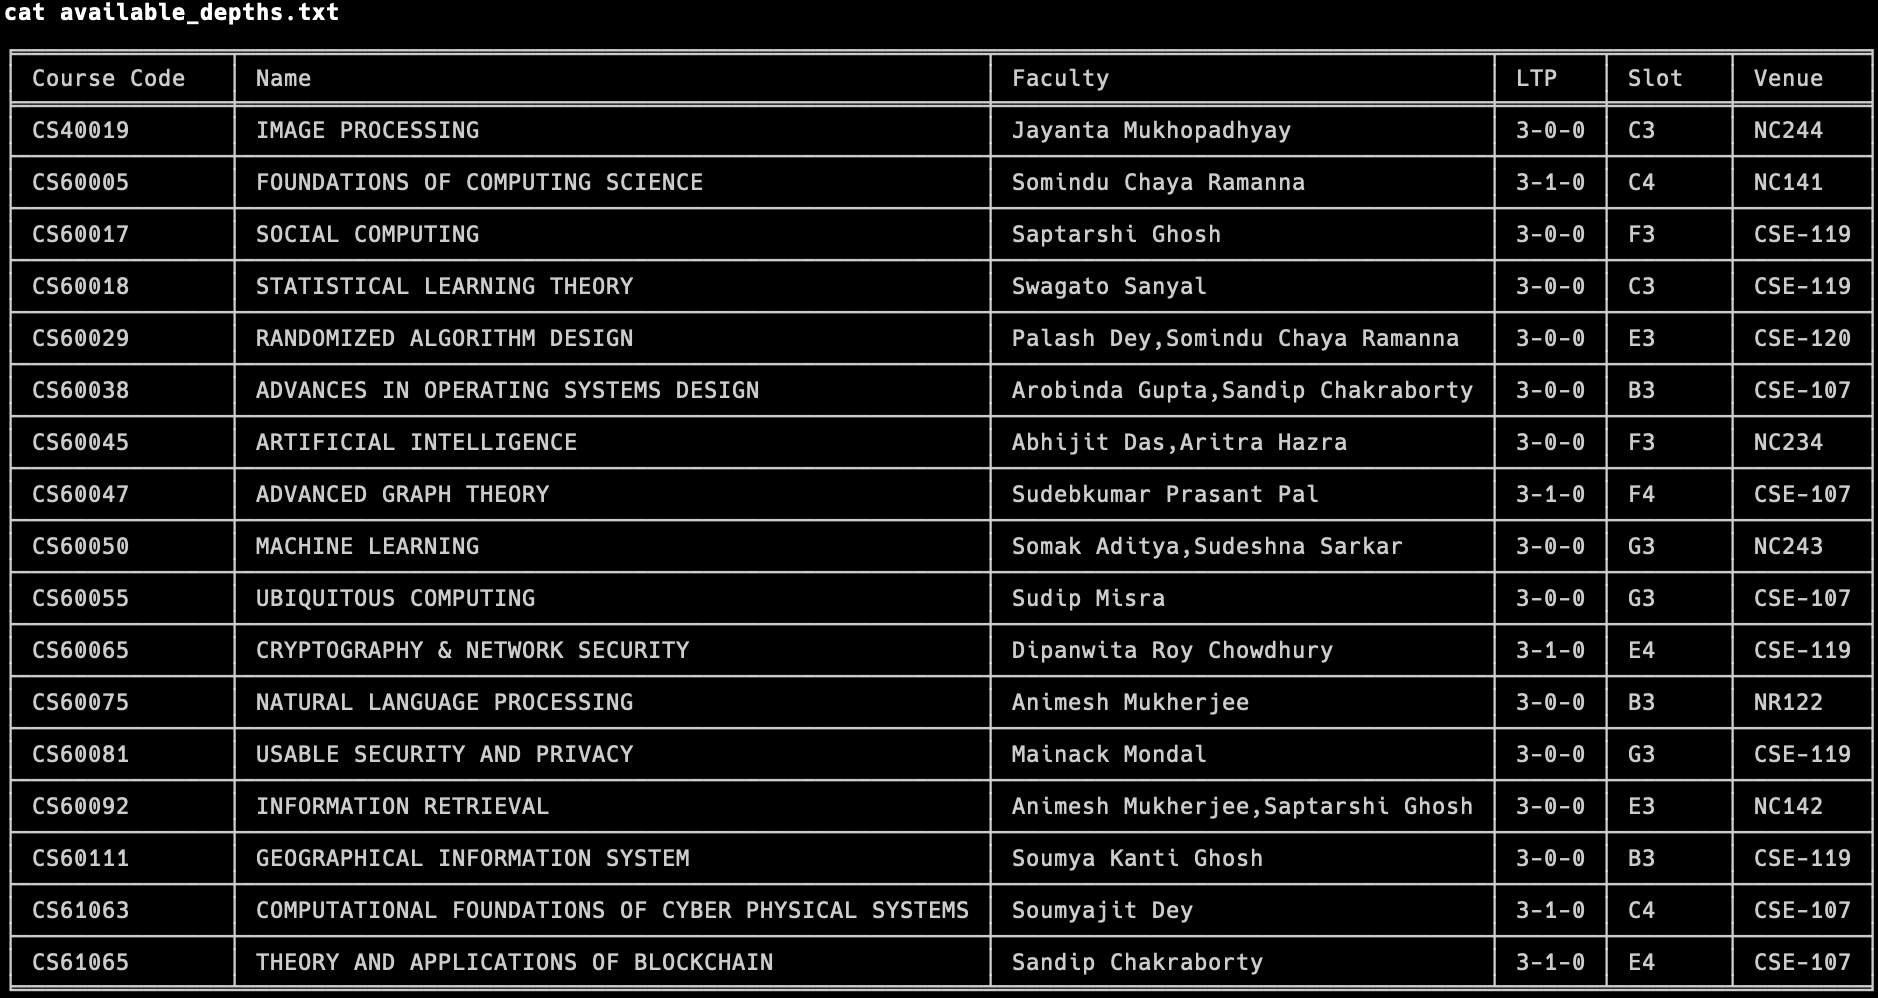 cat available_depths.txt
Course Code Name Faculty LTP Slot Venue
CS40019 IMAGE PROCESSING Jayanta Mukhopadhyay 3-0-0 C3 NC244
CS60005 FOUNDATIONS OF COMPUTING SCIENCE Somindu Chaya Ramanna 3-1-0 C4 NC141
CS60017 SOCIAL COMPUTING Saptarshi Ghosh 3-0-0 F3 CSE-119
CS60018 STATISTICAL LEARNING THEORY Swagato Sanyal 3-0-0 C3 CSE-119
CS60029 RANDOMIZED ALGORITHM DESIGN Palash Dey,Somindu Chaya Ramanna 3-0-0 E3 CSE-120
CS60038 ADVANCES IN OPERATING SYSTEMS DESIGN Arobinda Gupta,Sandip Chakraborty 3-0-0 B3 CSE-107
CS60045 ARTIFICIAL INTELLIGENCE Abhijit Das,Aritra Hazra 3-0-0 F3 NC234
CS60047 ADVANCED GRAPH THEORY Sudebkumar Prasant Pal 3-1-0 F4 CSE-107
CS60050 MACHINE LEARNING Somak Aditya,Sudeshna Sarkar 3-0-0 G3 NC243
CS60055 UBIQUITOUS COMPUTING Sudip Misra 3-0-0 G3 CSE-107
CS60065 CRYPTOGRAPHY & NETWORK SECURITY Dipanwita Roy Chowdhury 3-1-0 E4 CSE-119
CS60075 NATURAL LANGUAGE PROCESSING Animesh Mukherjee 3-0-0 B3 NR122
CS60081 USABLE SECURITY AND PRIVACY Mainack Mondal 3-0-0 G3 CSE-119
CS60092 INFORMATION RETRIEVAL Animesh Mukherjee,Saptarshi Ghosh 3-0-0 E3 NC142
CS60111 GEOGRAPHICAL INFORMATION SYSTEM Soumya Kanti Ghosh 3-0-0 B3 CSE-119
CS61063 COMPUTATIONAL FOUNDATIONS OF CYBER PHYSICAL SYSTEMS Soumyajit Dey 3-1-0 C4 CSE-107
CS61065 THEORY AND APPLICATIONS OF BLOCKCHAIN Sandip Chakraborty 3-1-0 E4 CSE-107